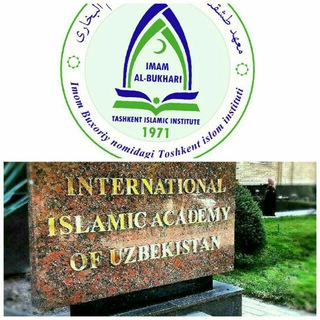 معهد طشقند
البخاري
IMAM
AL-BUKHARI
TASHKENT ISLAMIC INSTITUTE
1971
Imom Buxoriy nomidagi Toshkent islom instituti
INTERNATIONAL
ISLAMIC ACADEMY
OF UZBEKISTAN